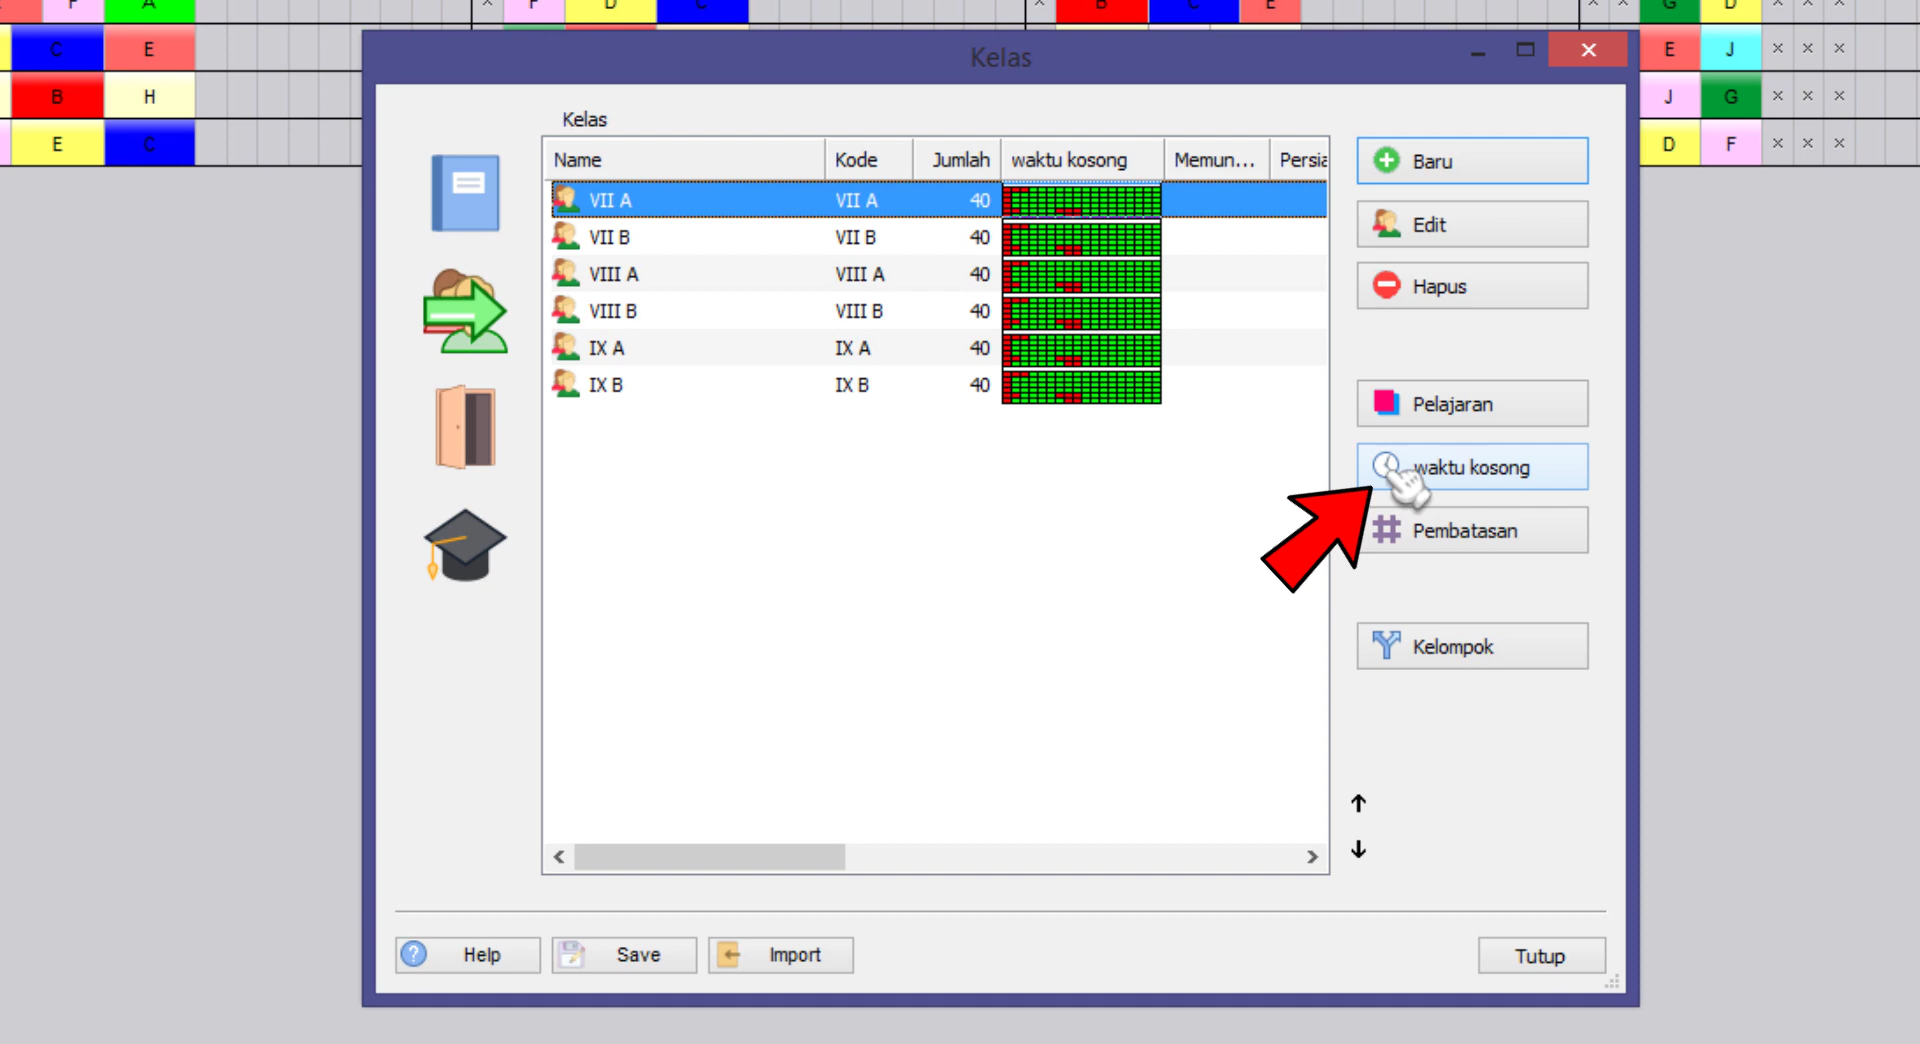 F A × F D C × B C E × × G D × × ×
C E E J × × ×
B H J G × × ×
E C D F × × ×
Kelas
Kelas
Name Kode Jumlah waktu kosong Memun... Persia
VII A VII A 40
VII B VII B 40
VIII A VIII A 40
VIII B VIII B 40
IX A IX A 40
IX B IX B 40
Baru
Edit
Hapus
Pelajaran
waktu kosong
Pembatasan
Kelompok
Help Save Import Tutup